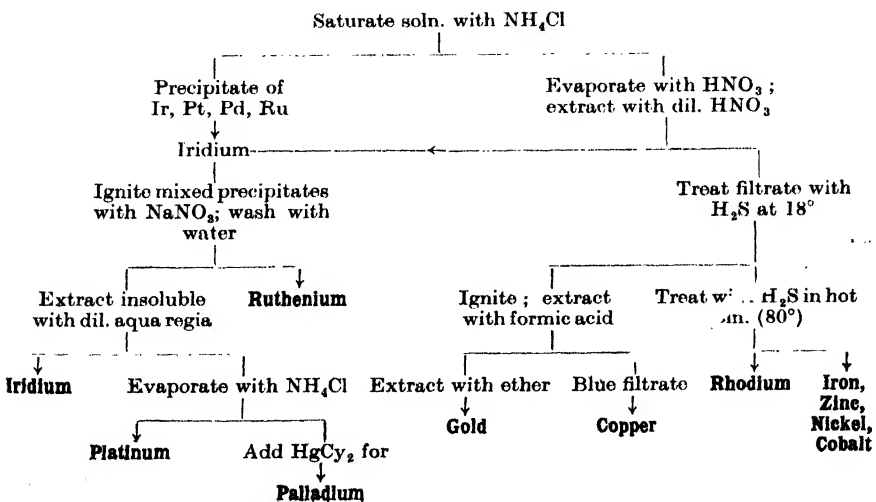 Saturate soln. with NH₄Cl
Precipitate of
Ir, Pt, Pd, Ru
Evaporate with HNO₃ ;
extract with dil. HNO₃
Iridium
Ignite mixed precipitates
with NaNO₃; wash with
water
Treat filtrate with
H₂S at 18°
Extract insoluble
with dil. aqua regia
Ruthenium
Ignite ; extract
with formic acid
Treat H₂S in hot
(80°)
Iridium
Evaporate with NH₄Cl
Extract with ether
Blue filtrate
Rhodium
Iron,
Zinc,
Nickel,
Cobalt
Platinum
Add HgCy₂ for
Gold
Copper
Palladium